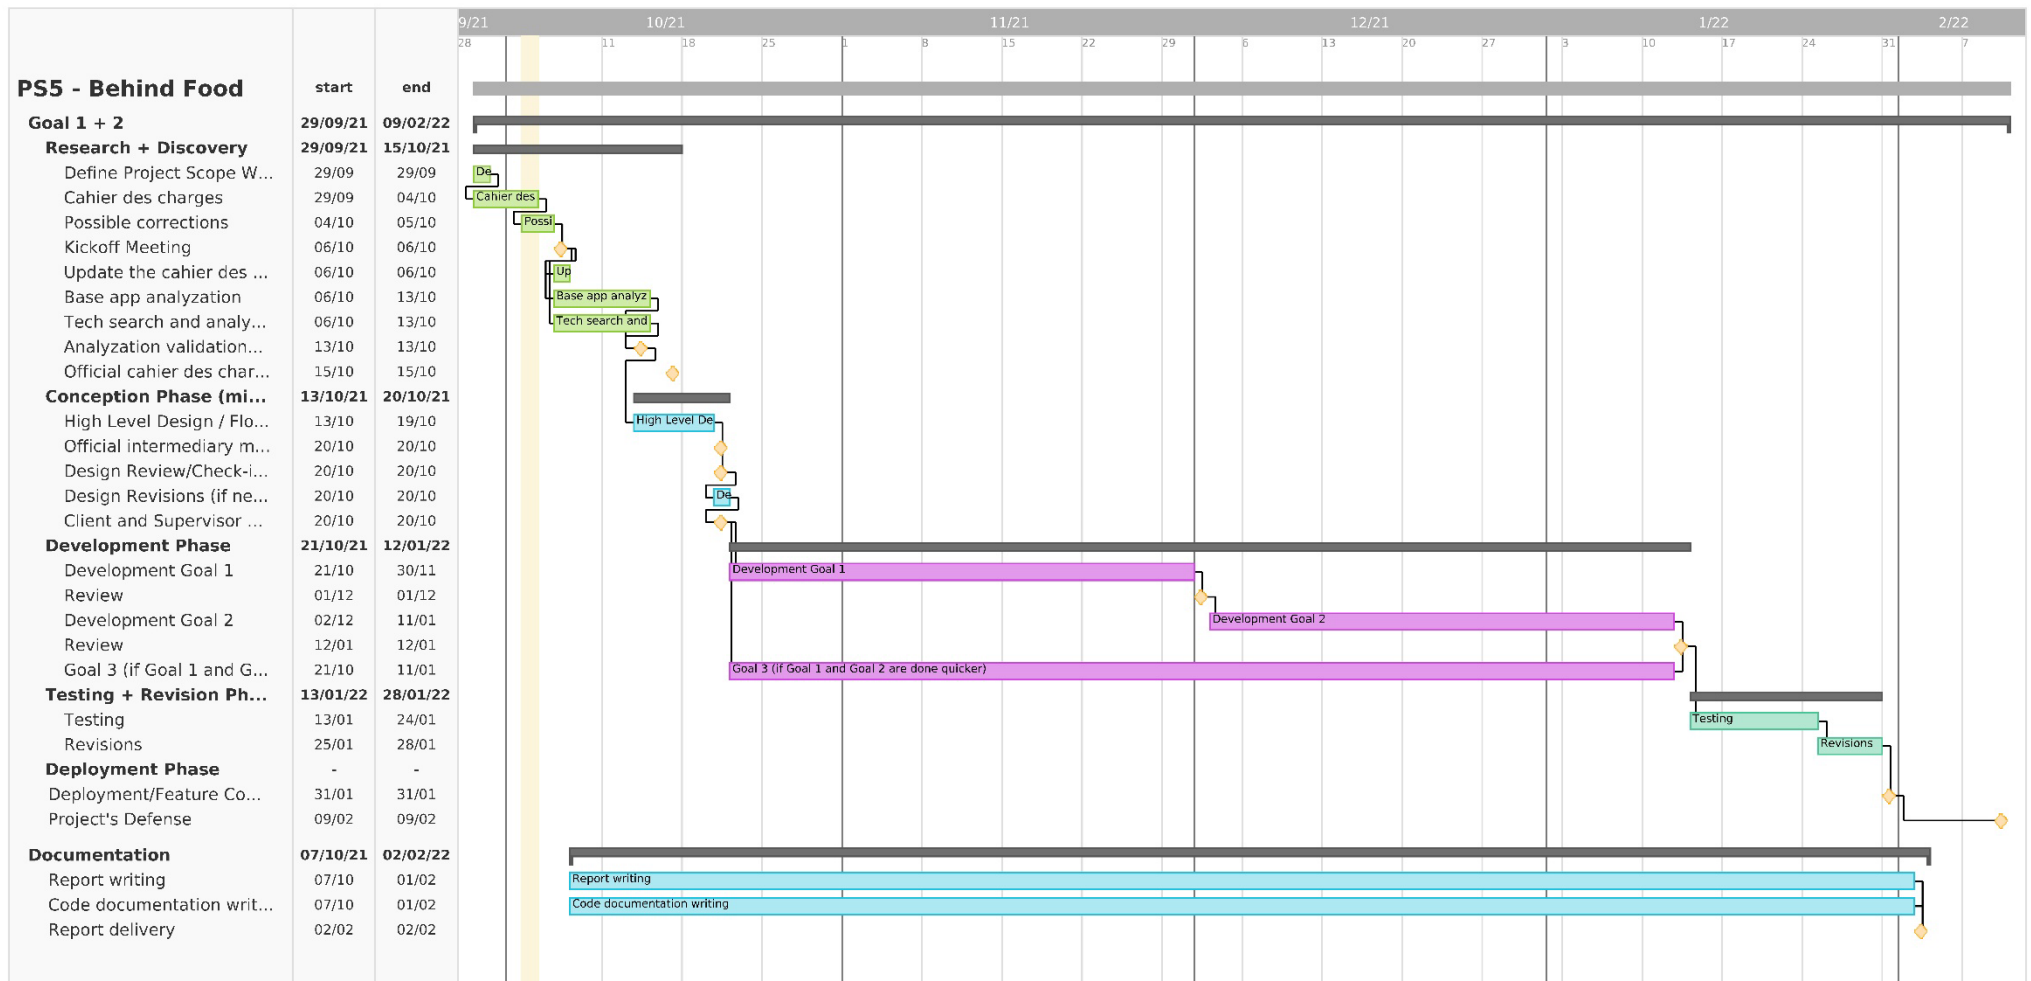 9/21 10/21 11/21 12/21 1/22 2/22
28 11 18 25 1 8 15 22 29 6 13 20 27 3 10 17 24 31 7
PS5 - Behind Food start end
Goal 1 + 2 29/09/21 09/02/22
Research + Discovery 29/09/21 15/10/21
Define Project Scope W... 29/09 29/09 De
Cahier des charges 29/09 04/10 Cahier des
Possible corrections 04/10 05/10 Possi
Kickoff Meeting 06/10 06/10
Update the cahier des ... 06/10 06/10 Up
Base app analyzation 06/10 13/10 Base app analyz
Tech search and analy... 06/10 13/10 Tech search and
Analyzation validation... 13/10 13/10
Official cahier des char... 15/10 15/10
Conception Phase (mi... 13/10/21 20/10/21
High Level Design / Flo... 13/10 19/10 High Level De
Official intermediary m... 20/10 20/10
Design Review/Check-i... 20/10 20/10
Design Revisions (if ne... 20/10 20/10 De
Client and Supervisor ... 20/10 20/10
Development Phase 21/10/21 12/01/22
Development Goal 1 21/10 30/11 Development Goal 1
Review 01/12 01/12
Development Goal 2 02/12 11/01 Development Goal 2
Review 12/01 12/01
Goal 3 (if Goal 1 and G... 21/10 11/01 Goal 3 (if Goal 1 and Goal 2 are done quicker)
Testing + Revision Ph... 13/01/22 28/01/22
Testing 13/01 24/01 Testing
Revisions 25/01 28/01 Revisions
Deployment Phase - -
Deployment/Feature Co... 31/01 31/01
Project's Defense 09/02 09/02
Documentation 07/10/21 02/02/22
Report writing 07/10 01/02 Report writing
Code documentation writ... 07/10 01/02 Code documentation writing
Report delivery 02/02 02/02